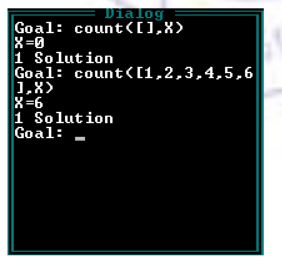 Dialog
Goal: count([],X)
X=0
1 Solution
Goal: count([1,2,3,4,5,6
],X)
X=6
1 Solution
Goal: _